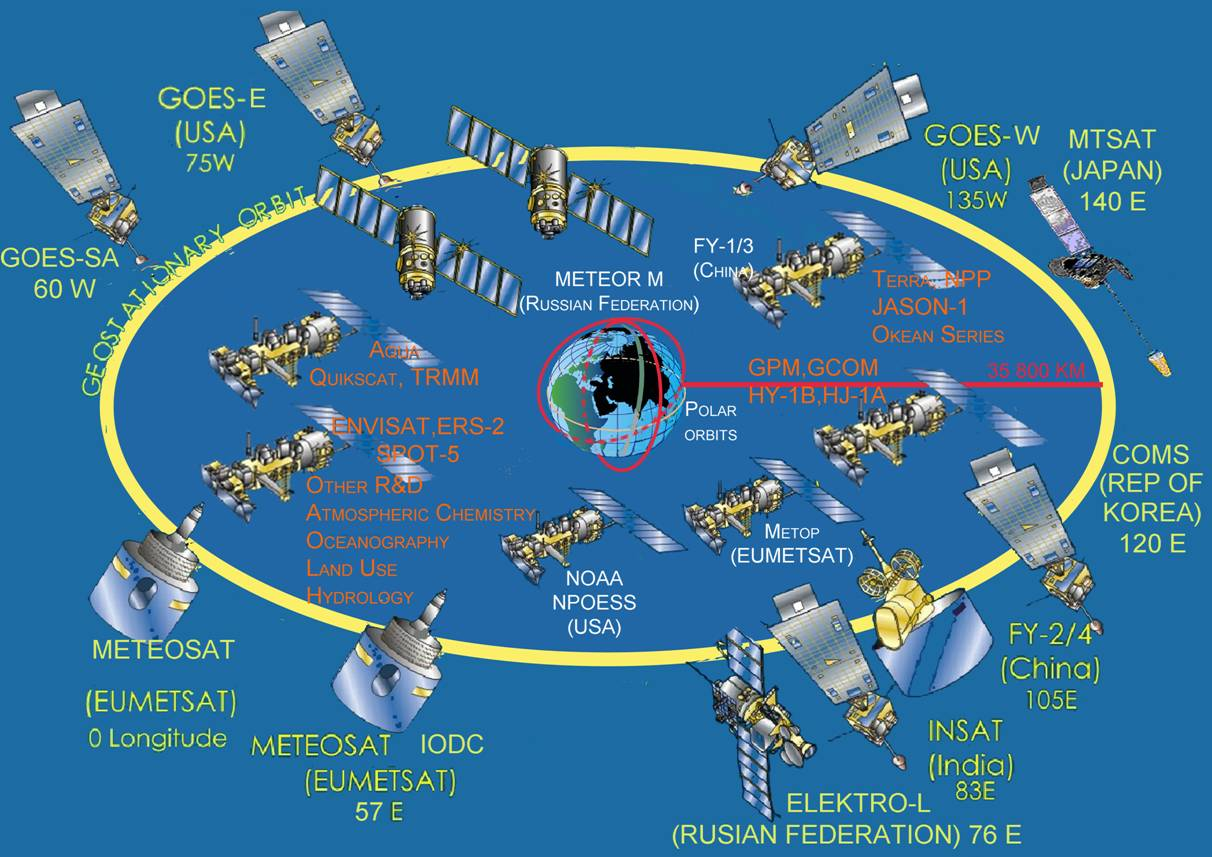 GOES-E
(USA)
75W
GOES-SA
60 W
GEOSTATIONARY ORBIT
GOES-W
(USA)
135W
MTSAT
(JAPAN)
140 E
METEOR M
(RUSSIAN FEDERATION)
FY-1/3
(CHINA)
TERRA, NPP
JASON-1
OKEAN SERIES
AQUA
QUIKSCAT, TRMM
GPM,GCOM
HY-1B,HJ-1A
35 800 KM
POLAR
ORBITS
ENVISAT,ERS-2
SPOT-5
OTHER R&D
ATMOSPHERIC CHEMISTRY
OCEANOGRAPHY
LAND USE
HYDROLOGY
NOAA
NPOESS
(USA)
METOP
(EUMETSAT)
COMS
(REP OF
KOREA)
120 E
METEOSAT
(EUMETSAT)
0 Longitude
METEOSAT IODC
(EUMETSAT)
57 E
FY-2/4
(China)
105E
INSAT
(India)
83E
ELEKTRO-L
(RUSIAN FEDERATION) 76 E